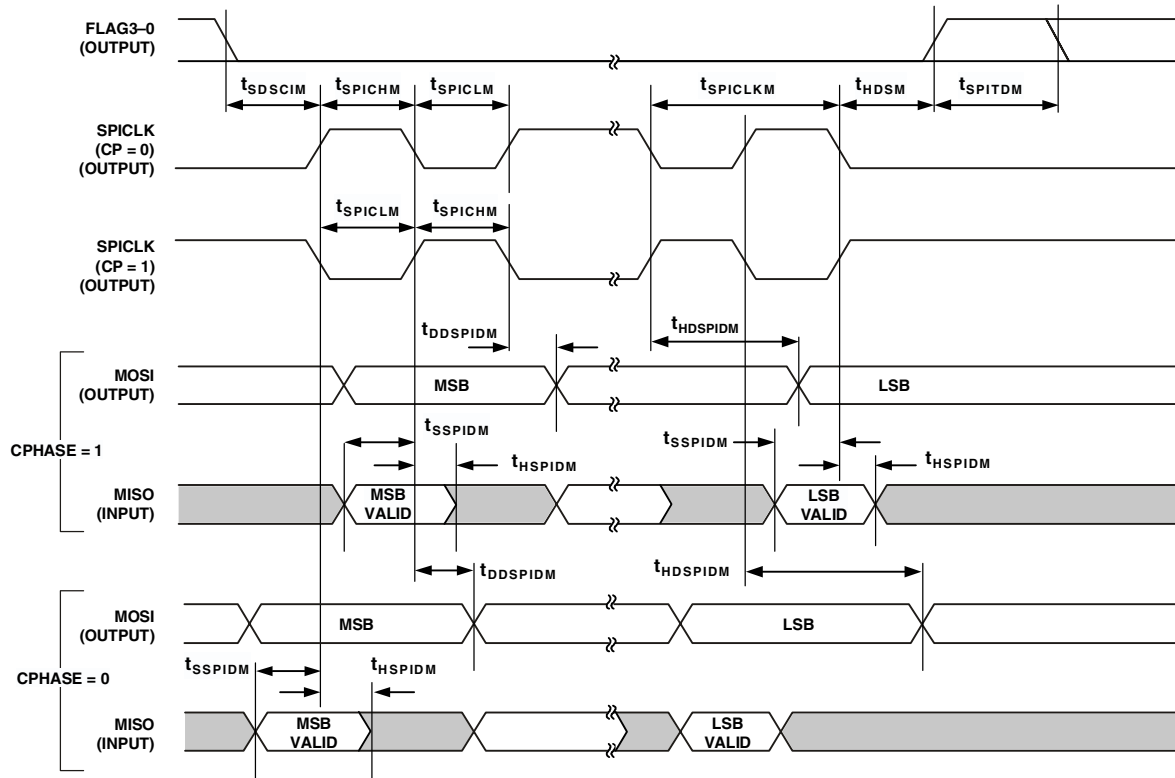 FLAG3–0
(OUTPUT)
tSDSCIM
tSPICHM
tSPICLM
tSPICLKM
tHDSM
tSPITDM
SPICLK
(CP = 0)
(OUTPUT)
tSPICLM
tSPICHM
SPICLK
(CP = 1)
(OUTPUT)
tDDSPIDM
tHDSPIDM
CPHASE = 1
MOSI
(OUTPUT)
MSB
LSB
tSSPIDM
tHSPIDM
tSSPIDM
tHSPIDM
MISO
(INPUT)
MSB
VALID
LSB
VALID
tDDSPIDM
tHDSPIDM
CPHASE = 0
MOSI
(OUTPUT)
MSB
LSB
tSSPIDM
tHSPIDM
MISO
(INPUT)
MSB
VALID
LSB
VALID